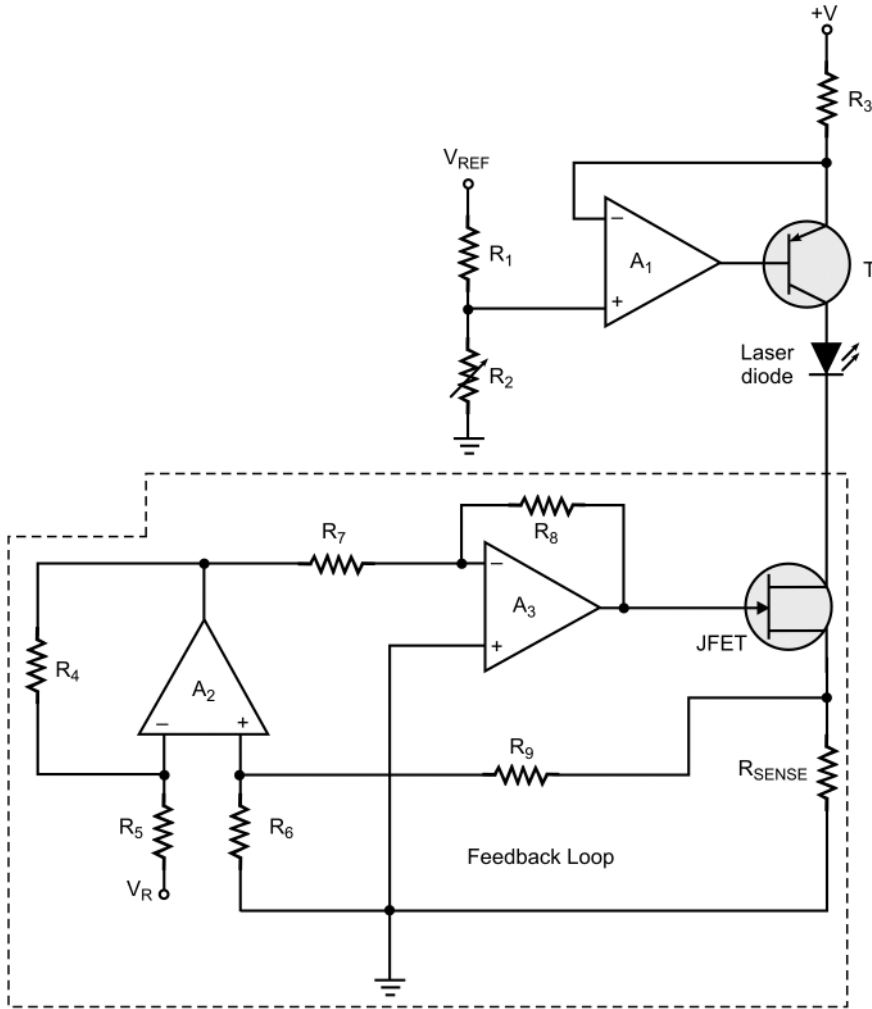 +V
R3
VREF
R1
− A1
+
T
R2
Laser
diode
R7
R8
−
A3
+
JFET
R4
A2
− +
R9
RSENSE
R5
R6
Feedback Loop
VR